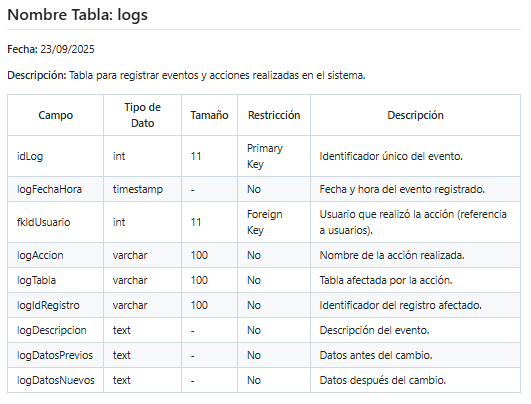 Nombre Tabla: logs
Fecha: 23/09/2025
Descripción: Tabla para registrar eventos y acciones realizadas en el sistema.
Campo Tipo de Dato Tamaño Restricción Descripción
idLog int 11 Primary Key Identificador único del evento.
logFechaHora timestamp - No Fecha y hora del evento registrado.
fkIdUsuario int 11 Foreign Key Usuario que realizó la acción (referencia a usuarios).
logAccion varchar 100 No Nombre de la acción realizada.
logTabla varchar 100 No Tabla afectada por la acción.
logIdRegistro varchar 100 No Identificador del registro afectado.
logDescripcion text - No Descripción del evento.
logDatosPrevios text - No Datos antes del cambio.
logDatosNuevos text - No Datos después del cambio.